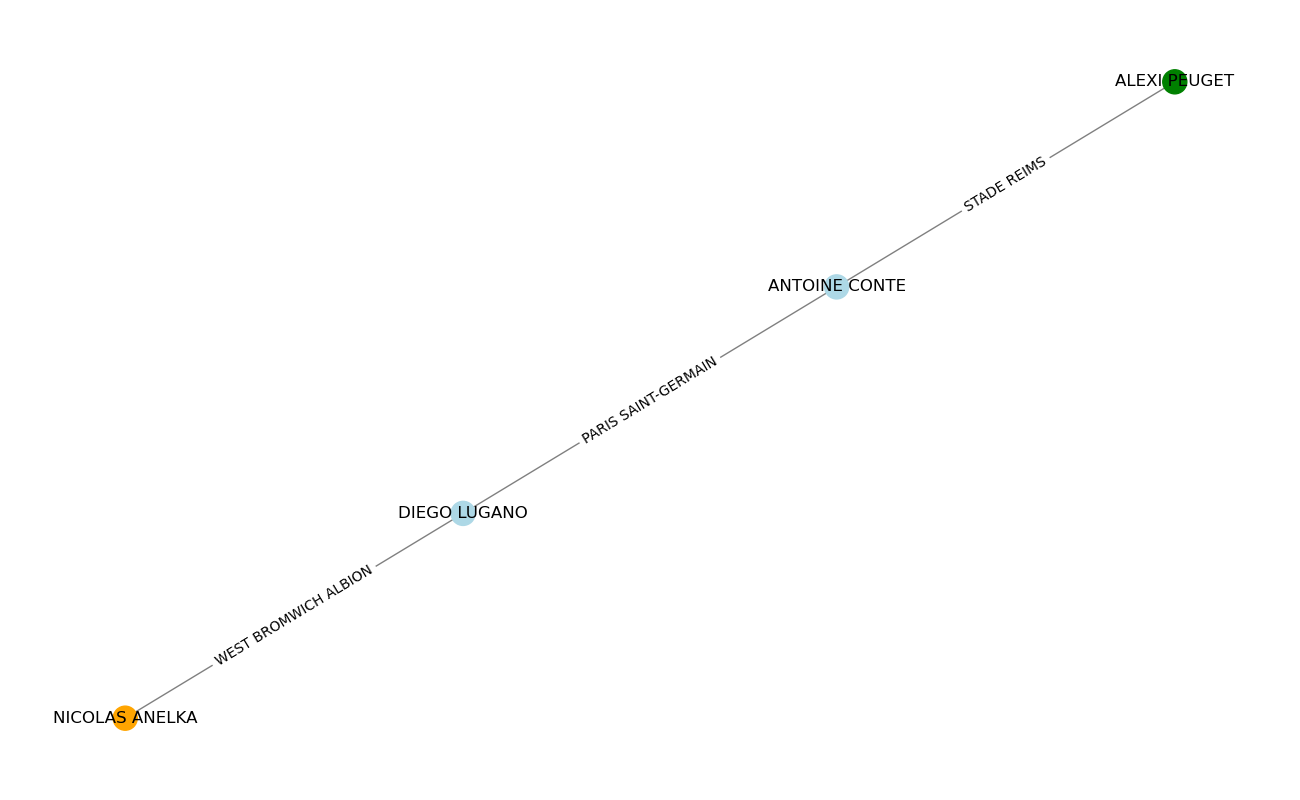 ALEXI PEUGET
STADE REIMS
ANTOINE CONTE
PARIS SAINT-GERMAIN
DIEGO LUGANO
WEST BROMWICH ALBION
NICOLAS ANELKA